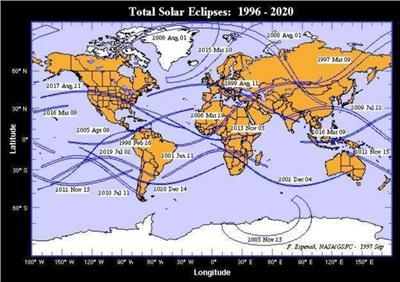 Total Solar Eclipses: 1996 - 2020
2008 Aug 01
2008 Aug 01
2015 Mar 20
1997 Mar 09
60° N
2017 Aug 21
1999 Aug 11
2016 Mar 09
2009 Jul 22
30° N
2006 Mar 29
2005 Apr 08
2013 Nov 03
2016 Mar 09
Latitude
0°
1998 Feb 26
2019 Jul 02
2001 Jun 21
2012 Nov 13
30° S
2012 Nov 13
2010 Jul 11
2020 Dec 14
2002 Dec 04
60° S
2003 Nov 23
F. Espenak, NASA/GSFC - 1997 Sep
180° W
150° W
120° W
90° W
60° W
30° W
0°
30° E
60° E
90° E
120° E
150° E
Longitude